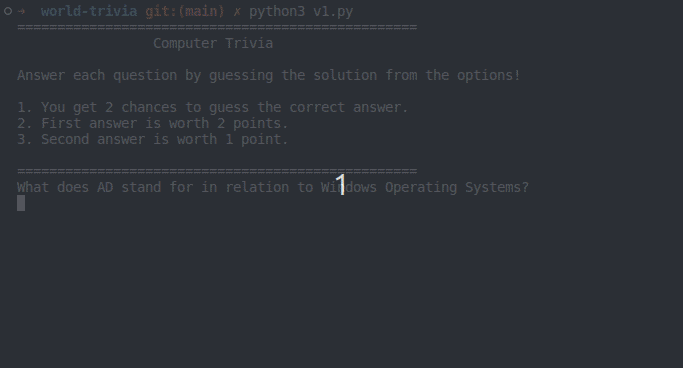 → world-trivia git:(main) ✗ python3 v1.py
==================================================
Computer Trivia
Answer each question by guessing the solution from the options!
1. You get 2 chances to guess the correct answer.
2. First answer is worth 2 points.
3. Second answer is worth 1 point.
==================================================
What does AD stand for in relation to Windows Operating Systems?
1